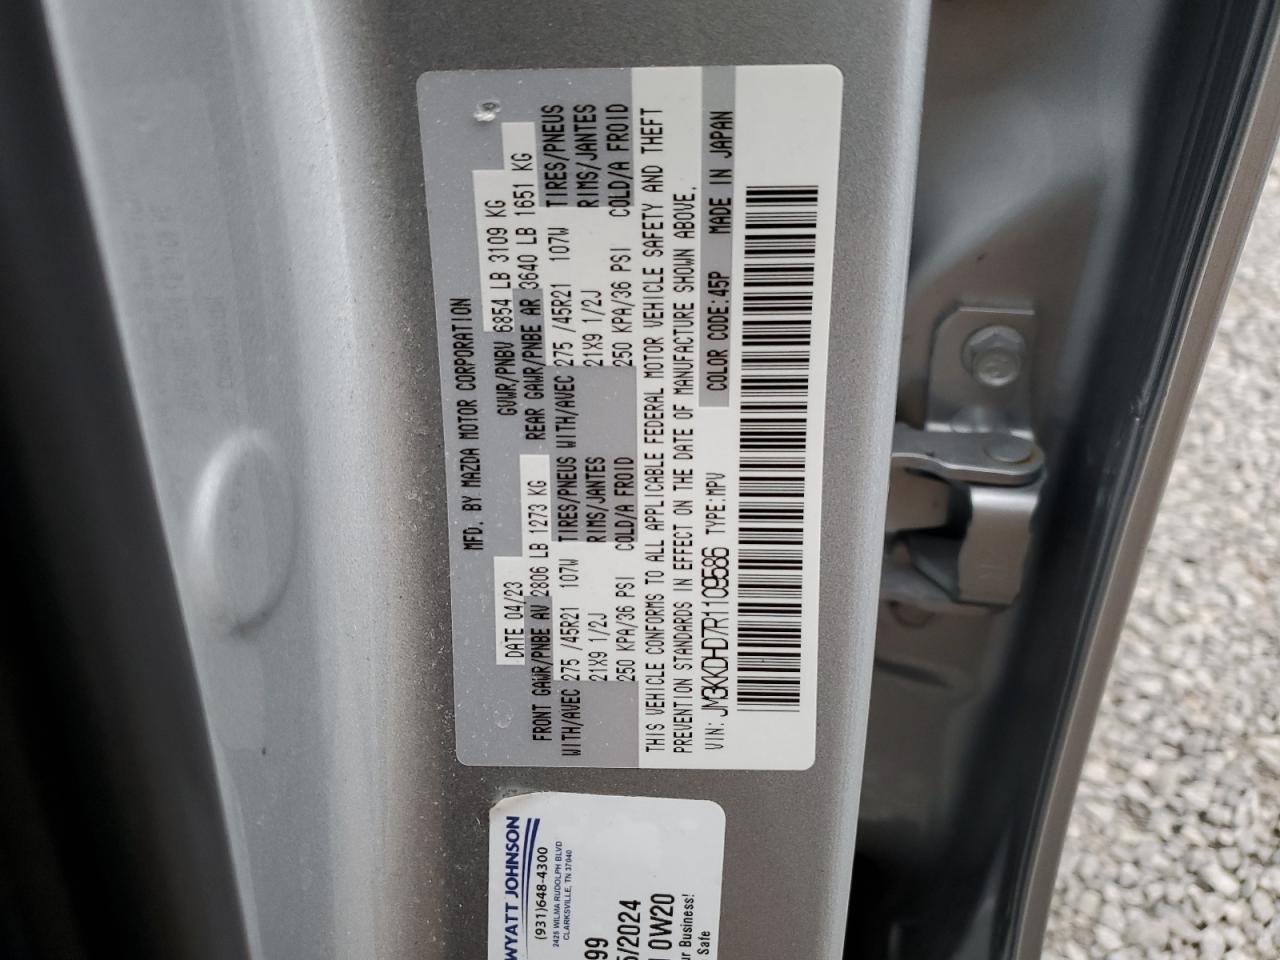 MFD. BY MAZDA MOTOR CORPORATION
DATE 04/23 GVWR/PNBV 6854 LB 3109 KG
FRONT GAWR/PNBE AV 2806 LB 1273 KG REAR GAWR/PNBE AR 3640 LB 1651 KG
WITH/AVEC 275 /45R21 107W TIRES/PNEUS WITH/AVEC 275 /45R21 107W TIRES/PNEUS
21X9 1/2J RIMS/JANTES 21X9 1/2J RIMS/JANTES
250 KPA/36 PSI COLD/A FROID 250 KPA/36 PSI COLD/A FROID
THIS VEHICLE CONFORMS TO ALL APPLICABLE FEDERAL MOTOR VEHICLE SAFETY AND THEFT
PREVENTION STANDARDS IN EFFECT ON THE DATE OF MANUFACTURE SHOWN ABOVE.
VIN: JM3KKDHD7R1109586 TYPE:MPV COLOR CODE:45P MADE IN JAPAN
WYATT JOHNSON
(931)648-4300
2425 WILMA RUDOLPH BLVD
CLARKSVILLE, TN 37040
99
5/2024
0W20
ur Business!
Safe